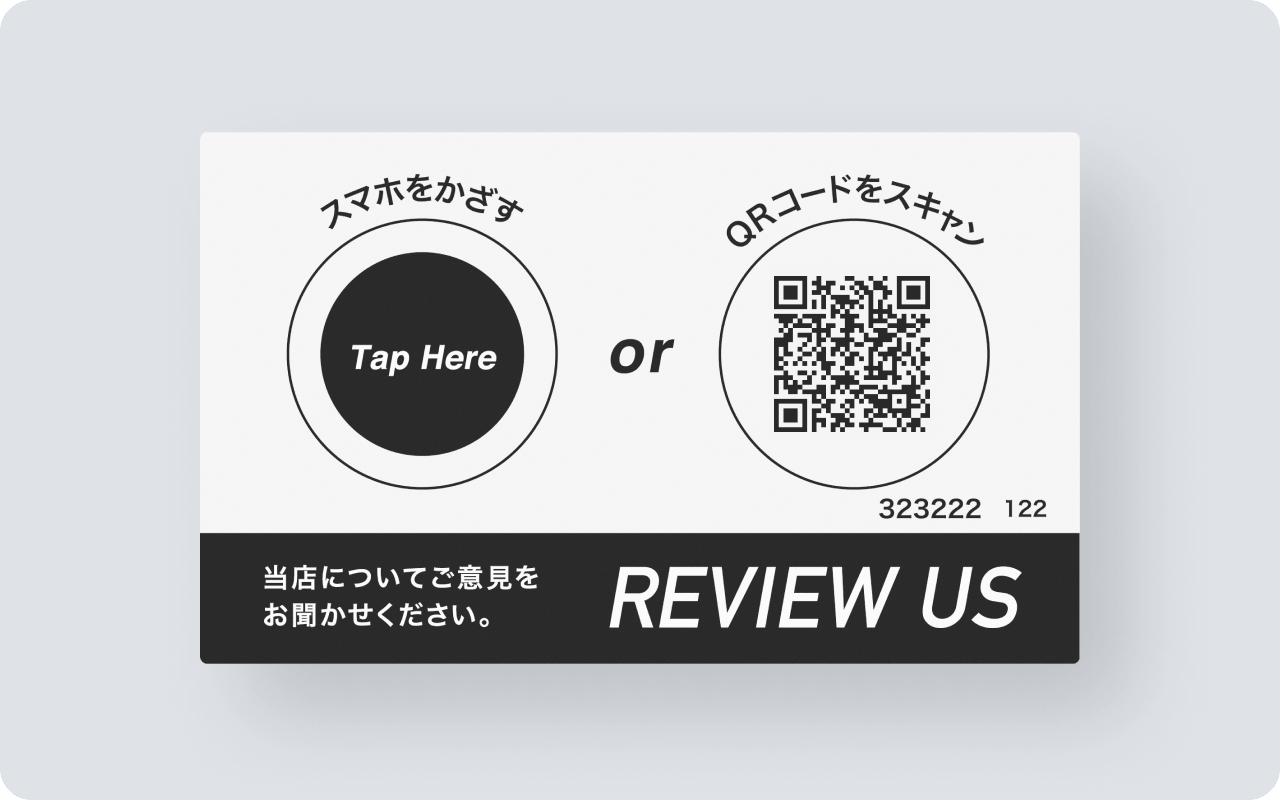 スマホをかざす
Tap Here
or
QRコードをスキャン
323222 122
当店についてご意見を
お聞かせください。
REVIEW US